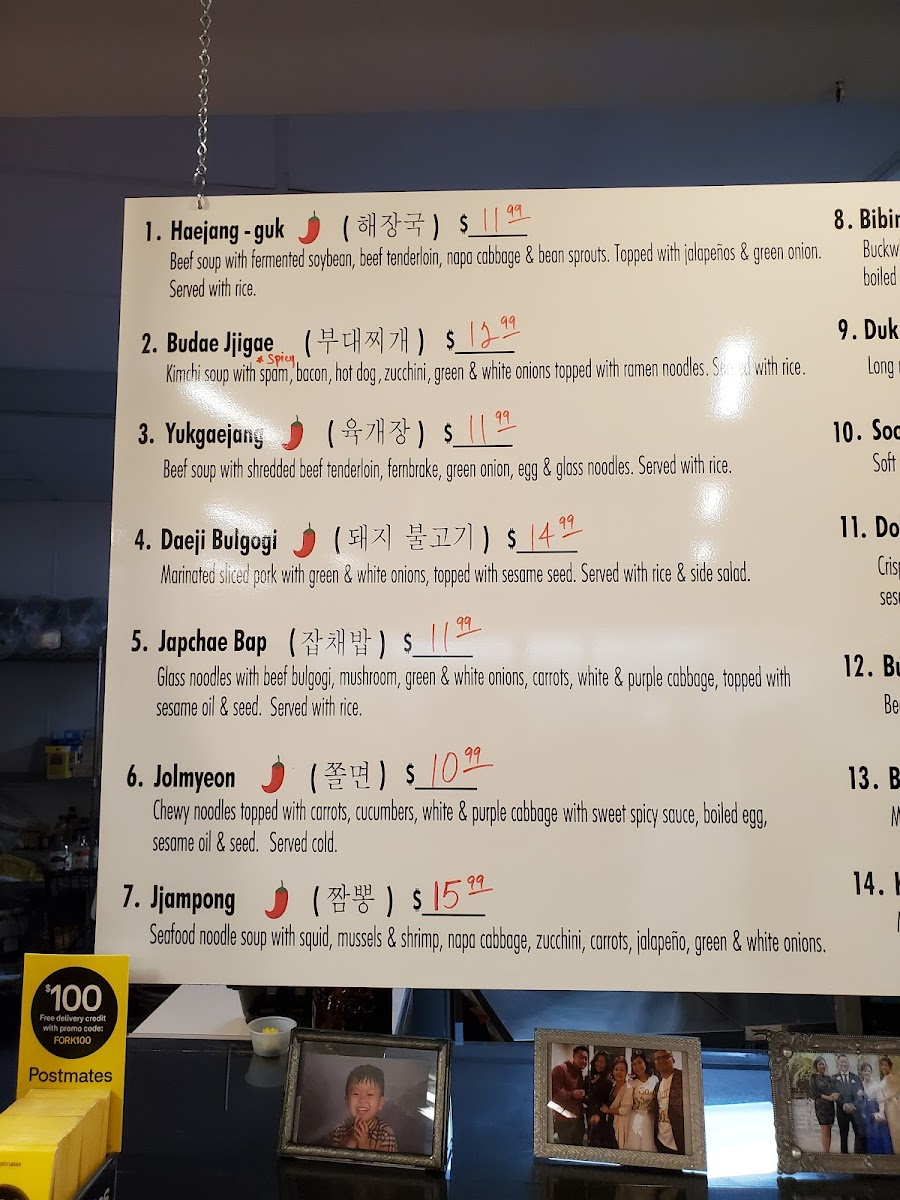 1. Haejang-guk (해장국) $ 11.99
Beef soup with fermented soybean, beef tenderloin, napa cabbage & bean sprouts. Topped with jalapeños & green onion.
Served with rice.
2. Budae Jjigae (부대찌개) $ 12.99
* Spicy
Kimchi soup with spam, bacon, hot dog, zucchini, green & white onions topped with ramen noodles. Served with rice.
3. Yukgaejang (육개장) $ 11.99
Beef soup with shredded beef tenderloin, fernbrake, green onion, egg & glass noodles. Served with rice.
4. Daeji Bulgogi (돼지 불고기) $ 14.99
Marinated sliced pork with green & white onions, topped with sesame seed. Served with rice & side salad.
5. Japchae Bap (잡채밥) $ 11.99
Glass noodles with beef bulgogi, mushroom, green & white onions, carrots, white & purple cabbage, topped with
sesame oil & seed. Served with rice.
6. Jolmyeon (쫄면) $ 10.99
Chewy noodles topped with carrots, cucumbers, white & purple cabbage with sweet spicy sauce, boiled egg,
sesame oil & seed. Served cold.
7. Jjampong (짬뽕) $ 15.99
Seafood noodle soup with squid, mussels & shrimp, napa cabbage, zucchini, carrots, jalapeño, green & white onions.
8.
boiled
9.
Long
10.
Soft
11.
12.
13.
14.
$100
Free delivery credit
with promo code:
FORK100
Postmates